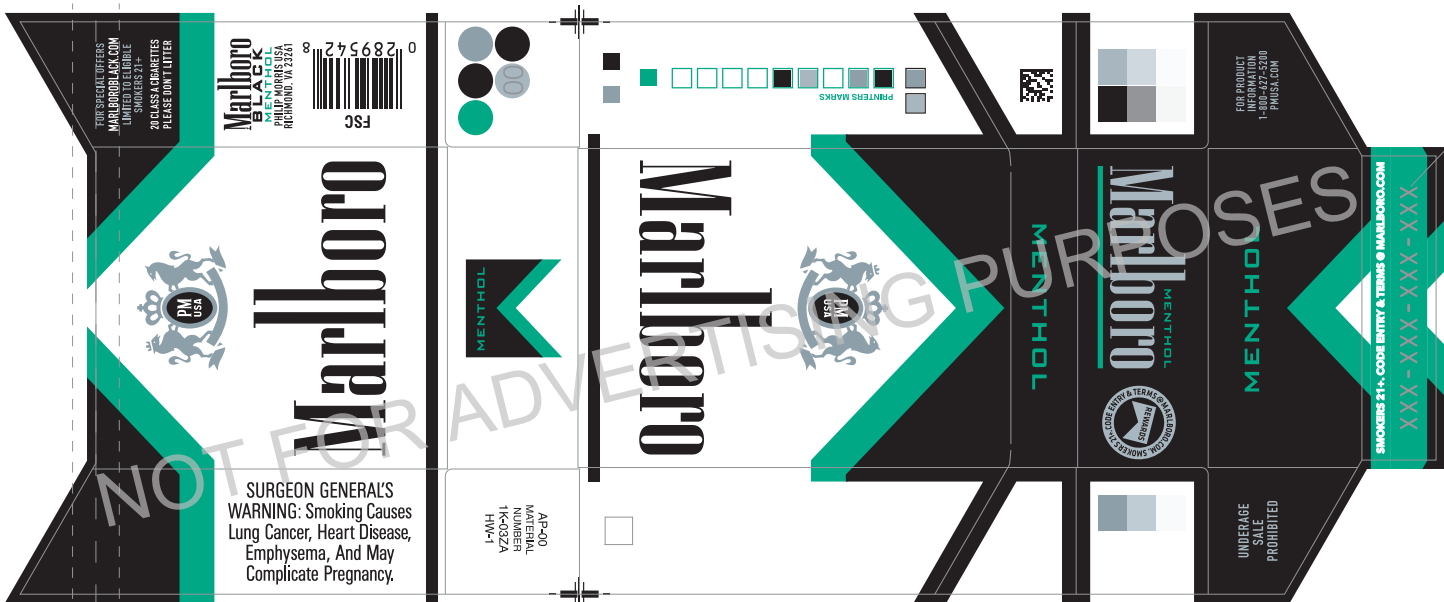 FOR SPECIAL OFFERS
MARLBOROBLACK.COM
LIMITED TO ELIGIBLE
SMOKERS 21+
20 CLASS A CIGARETTES
PLEASE DON'T LITTER
Marlboro
BLACK
MENTHOL
PHILIP MORRIS USA
RICHMOND, VA 23261
0 289542 8
FSC
Marlboro
PM
USA
SURGEON GENERAL'S
WARNING: Smoking Causes
Lung Cancer, Heart Disease,
Emphysema, And May
Complicate Pregnancy.
00
MENTHOL
AP-00
MATERIAL
NUMBER
1K-03ZA
HW-1
PRINTERS MARKS
Marlboro
PM
USA
MENTHOL
Marlboro
MENTHOL
SMOKERS 21+. CODE ENTRY & TERMS @ MARLBORO.COM.
REWARDS
FOR PRODUCT
INFORMATION
1-800-627-5200
PMUSA.COM
MENTHOL
UNDERAGE
SALE
PROHIBITED
SMOKERS 21+. CODE ENTRY & TERMS @ MARLBORO.COM
XXX-XXX-XXX-XXX
NOT FOR ADVERTISING PURPOSES